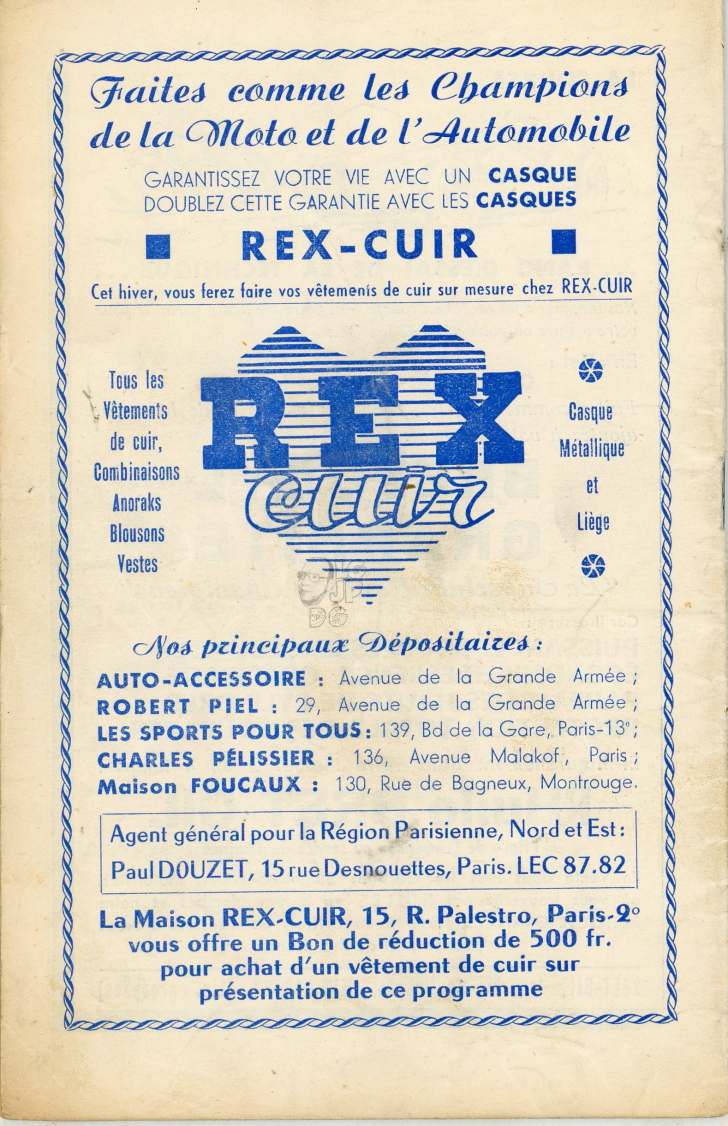 Faites comme les Champions
de la Moto et de l'Automobile
GARANTISSEZ VOTRE VIE AVEC UN CASQUE
DOUBLEZ CETTE GARANTIE AVEC LES CASQUES
REX-CUIR
Cet hiver, vous ferez faire vos vêtements de cuir sur mesure chez REX-CUIR
Tous les
Vêtements
de cuir,
Combinaisons
Anoraks
Blousons
Vestes
REX
cuir
Casque
Métallique
et
Liège
Nos principaux Dépositaires :
AUTO-ACCESSOIRE : Avenue de la Grande Armée ;
ROBERT PIEL : 29, Avenue de la Grande Armée ;
LES SPORTS POUR TOUS : 139, Bd de la Gare, Paris-13e ;
CHARLES PÉLISSIER : 136, Avenue Malakof, Paris ;
Maison FOUCAUX : 130, Rue de Bagneux, Montrouge.
Agent général pour la Région Parisienne, Nord et Est :
Paul DOUZET, 15 rue Desnouettes, Paris. LEC 87.82
La Maison REX-CUIR, 15, R. Palestro, Paris-2°
vous offre un Bon de réduction de 500 fr.
pour achat d'un vêtement de cuir sur
présentation de ce programme